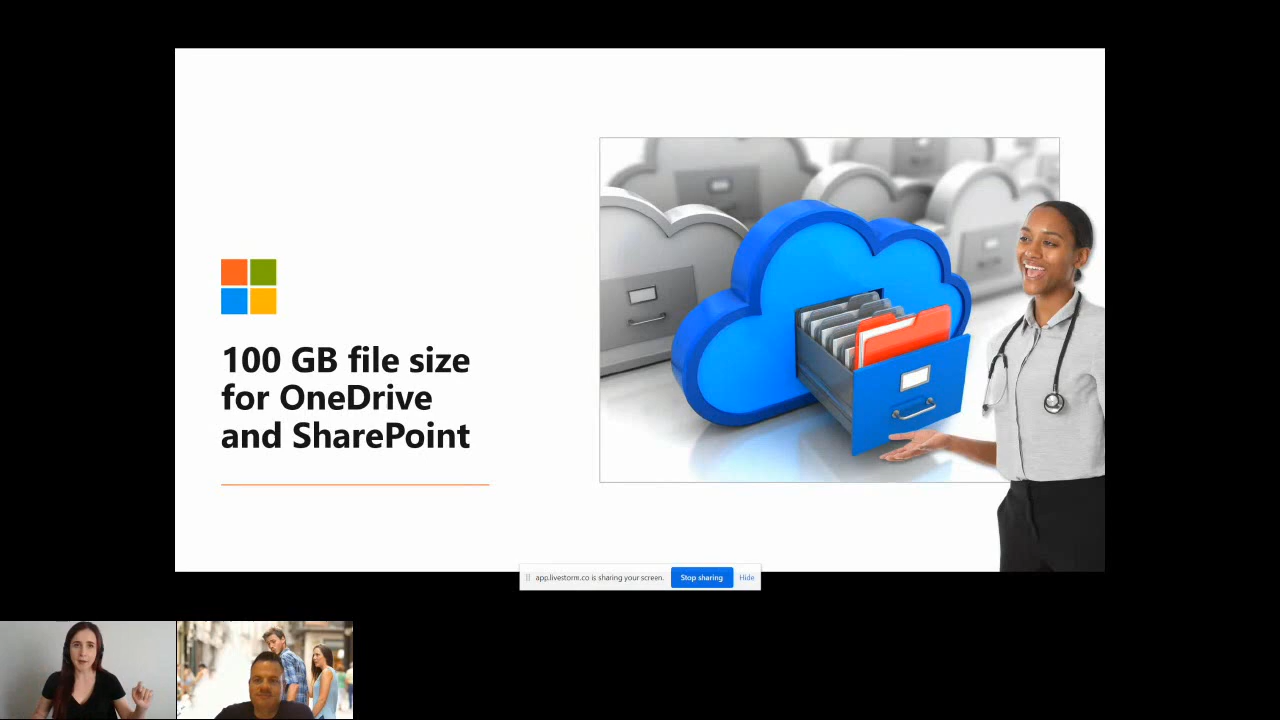 100 GB file size
for OneDrive
and SharePoint
app.livestorm.co is sharing your screen. Stop sharing Hide